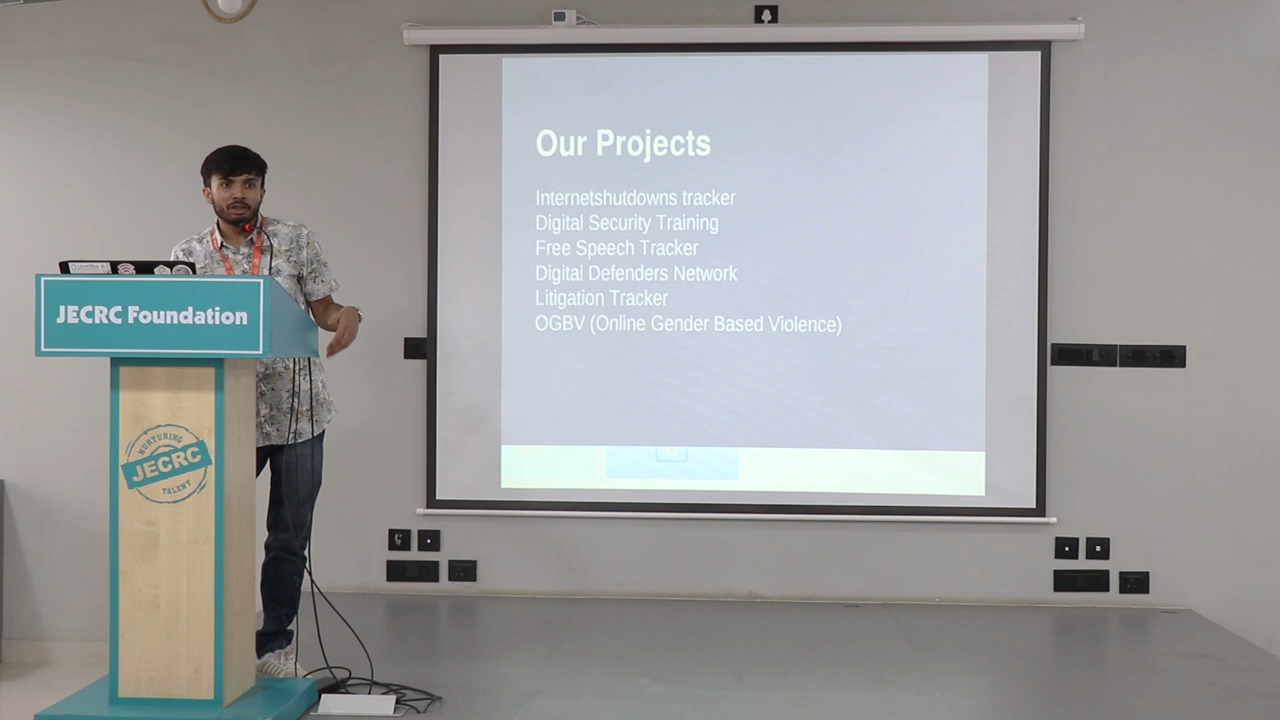 Our Projects
Internetshutdowns tracker
Digital Security Training
Free Speech Tracker
Digital Defenders Network
Litigation Tracker
OGBV (Online Gender Based Violence)
JECRC Foundation
NURTURING
JECRC
TALENT